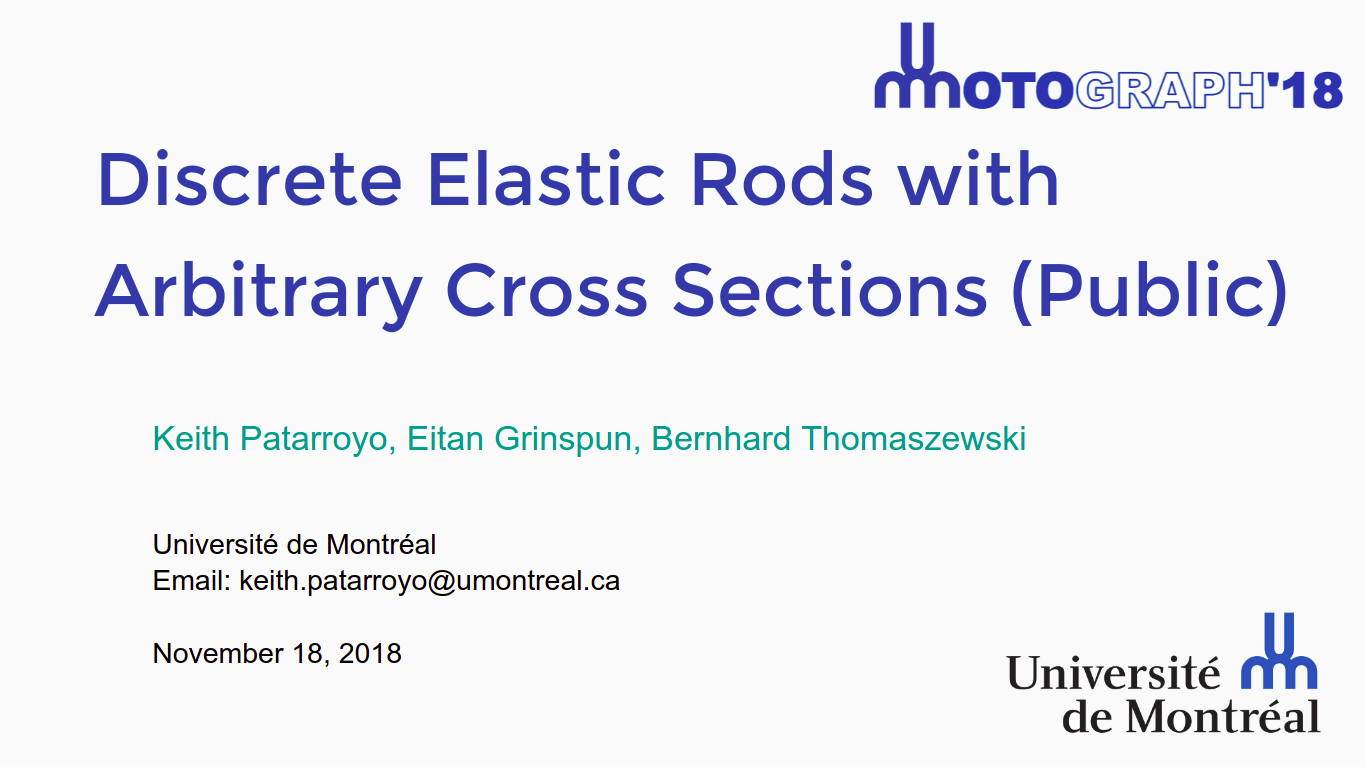 MOTOGRAPH'18
Discrete Elastic Rods with
Arbitrary Cross Sections (Public)
Keith Patarroyo, Eitan Grinspun, Bernhard Thomaszewski
Université de Montréal
Email: keith.patarroyo@umontreal.ca
November 18, 2018
Université
de Montréal